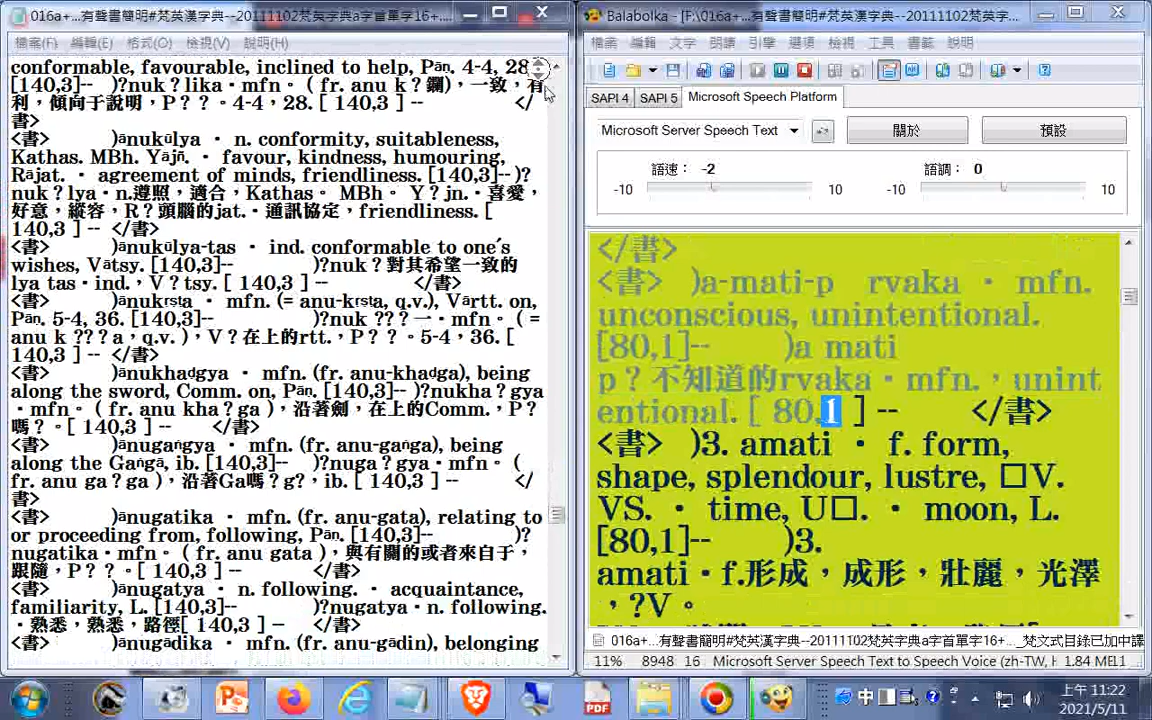 016a+...有聲書簡明#梵英漢字典--20111102梵英字典a字首單字16+...
檔案(F) 編輯(E) 格式(O) 檢視(V) 說明(H)
conformable, favourable, inclined to help, Pāṇ. 4-4, 28.
[140,3]-- )?nuk？lika‧mfn.（ fr. anu k？鋼)，一致，有
利，傾向于說明，P？？。4-4，28. [ 140,3 ] -- </
書>
<書> )ānukūlya ‧ n. conformity, suitableness,
Kathas. MBh. Yājñ. ‧ favour, kindness, humouring,
Rājat. ‧ agreement of minds, friendliness. [140,3]--)?
nuk？lya‧n.遵照，適合，Kathas。MBh。Y？jn.‧喜愛，
好意，縱容，R？頭腦的jat.‧通訊協定，friendliness. [
140,3 ] -- </書>
<書> )ānukūlya-tas ‧ ind. conformable to one's
wishes, Vātsy. [140,3]-- )?nuk？對其希望一致的
lya tas‧ind.，V？tsy. [ 140,3 ] -- </書>
<書> )ānukṛṣṭa ‧ mfn. (= anu-kṛṣṭa, q.v.), Vārtt. on,
Pāṇ. 5-4, 36. [140,3]-- )?nuk ???一‧mfn。( =
anu k ???a，q.v. )，V？在上的rtt.，P？？。5-4，36. [
140,3 ] -- </書>
<書> )ānukhaḍgya ‧ mfn. (fr. anu-khaḍga), being
along the sword, Comm. on, Pāṇ. [140,3]-- )?nukha？gya
‧mfn。( fr. anu kha？ga )，沿著劍，在上的Comm.，P？
嗎？。[ 140,3 ] -- </書>
<書> )ānugaṅgya ‧ mfn. (fr. anu-gaṅga), being
along the Gaṅgā, ib. [140,3]-- )?nuga？gya‧mfn。(
fr. anu ga？ga )，沿著Ga嗎？g?，ib. [ 140,3 ] -- </
書>
<書> )ānugatika ‧ mfn. (fr. anu-gata), relating to
or proceeding from, following, Pāṇ. [140,3]-- )?
nugatika‧mfn。( fr. anu gata )，與有關的或者來自于，
跟隨，P？？。[ 140,3 ] -- </書>
<書> )ānugatya ‧ n. following. ‧ acquaintance,
familiarity, L. [140,3]-- )?nugatya‧n. following.
‧熟悉，熟悉，路徑[ 140,3 ] -- </書>
<書> )ānugādika ‧ mfn. (fr. anu-gādin), belonging
Balabolka - [F:\016a+...有聲書簡明#梵英漢字典--20111102梵英字...
檔案 編輯 文字 朗讀 引擎 選項 檢視 工具 書籤 說明
SAPI 4 SAPI 5 Microsoft Speech Platform
Microsoft Server Speech Text 關於 預設
語速： -2 語調： 0
-10 10 -10 10
</書>
<書> )a-mati-p rvaka ‧ mfn.
unconscious, unintentional.
[80,1]-- )a mati
p？不知道的rvaka‧mfn.，unint
entional. [ 80,1 ] -- </書>
<書> )3. amati ‧ f. form,
shape, splendour, lustre, □V.
VS. ‧ time, U□. ‧ moon, L.
[80,1]-- )3.
amati‧f.形成，成形，壯麗，光澤
，?V。
016a+...有聲書簡明#梵英漢字典--20111102梵英字典a字首單字16+..._梵文式目錄已加中譯
11% 8948 16 Microsoft Server Speech Text to Speech Voice (zh-TW, H 1.84 MB
中
上午 11:22
2021/5/11